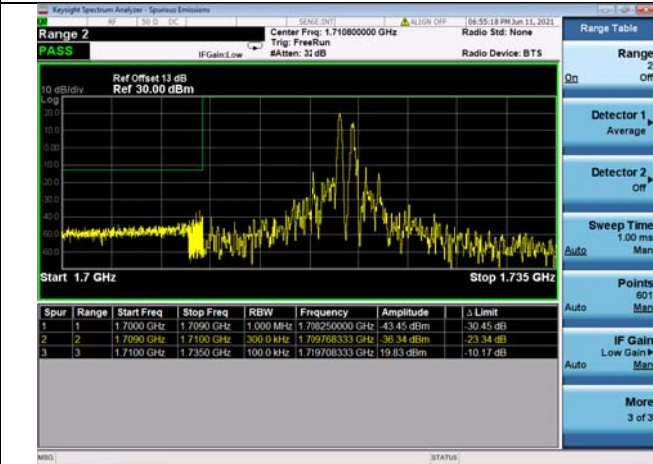 Keysight Spectrum Analyzer - Spurious Emissions
RF 50 Ω DC SENSE:INT ALIGN OFF 06:55:18 PM Jun 11, 2021
Range 2 Center Freq: 1.710800000 GHz Radio Std: None
Trig: FreeRun
PASS IFGain:Low #Atten: 32 dB Radio Device: BTS
Ref Offset 13 dB
10 dB/div Ref 30.00 dBm
Log
20.0
10.0
0.00
-10.0
-20.0
-30.0
-40.0
-50.0
-60.0
Start 1.7 GHz Stop 1.735 GHz
Spur Range Start Freq Stop Freq RBW Frequency Amplitude Δ Limit
1 1 1.7000 GHz 1.7090 GHz 1.000 MHz 1.708250000 GHz -43.45 dBm -30.45 dB
2 2 1.7090 GHz 1.7100 GHz 300.0 kHz 1.709768333 GHz -36.34 dBm -23.34 dB
3 3 1.7100 GHz 1.7350 GHz 100.0 kHz 1.719708333 GHz 19.83 dBm -10.17 dB
MSG STATUS
Range Table
Range
2
On Off
Detector 1
Average
Detector 2
Off
Sweep Time
1.00 ms
Auto Man
Points
601
Auto Man
IF Gain
Low Gain
Auto Man
More
3 of 3